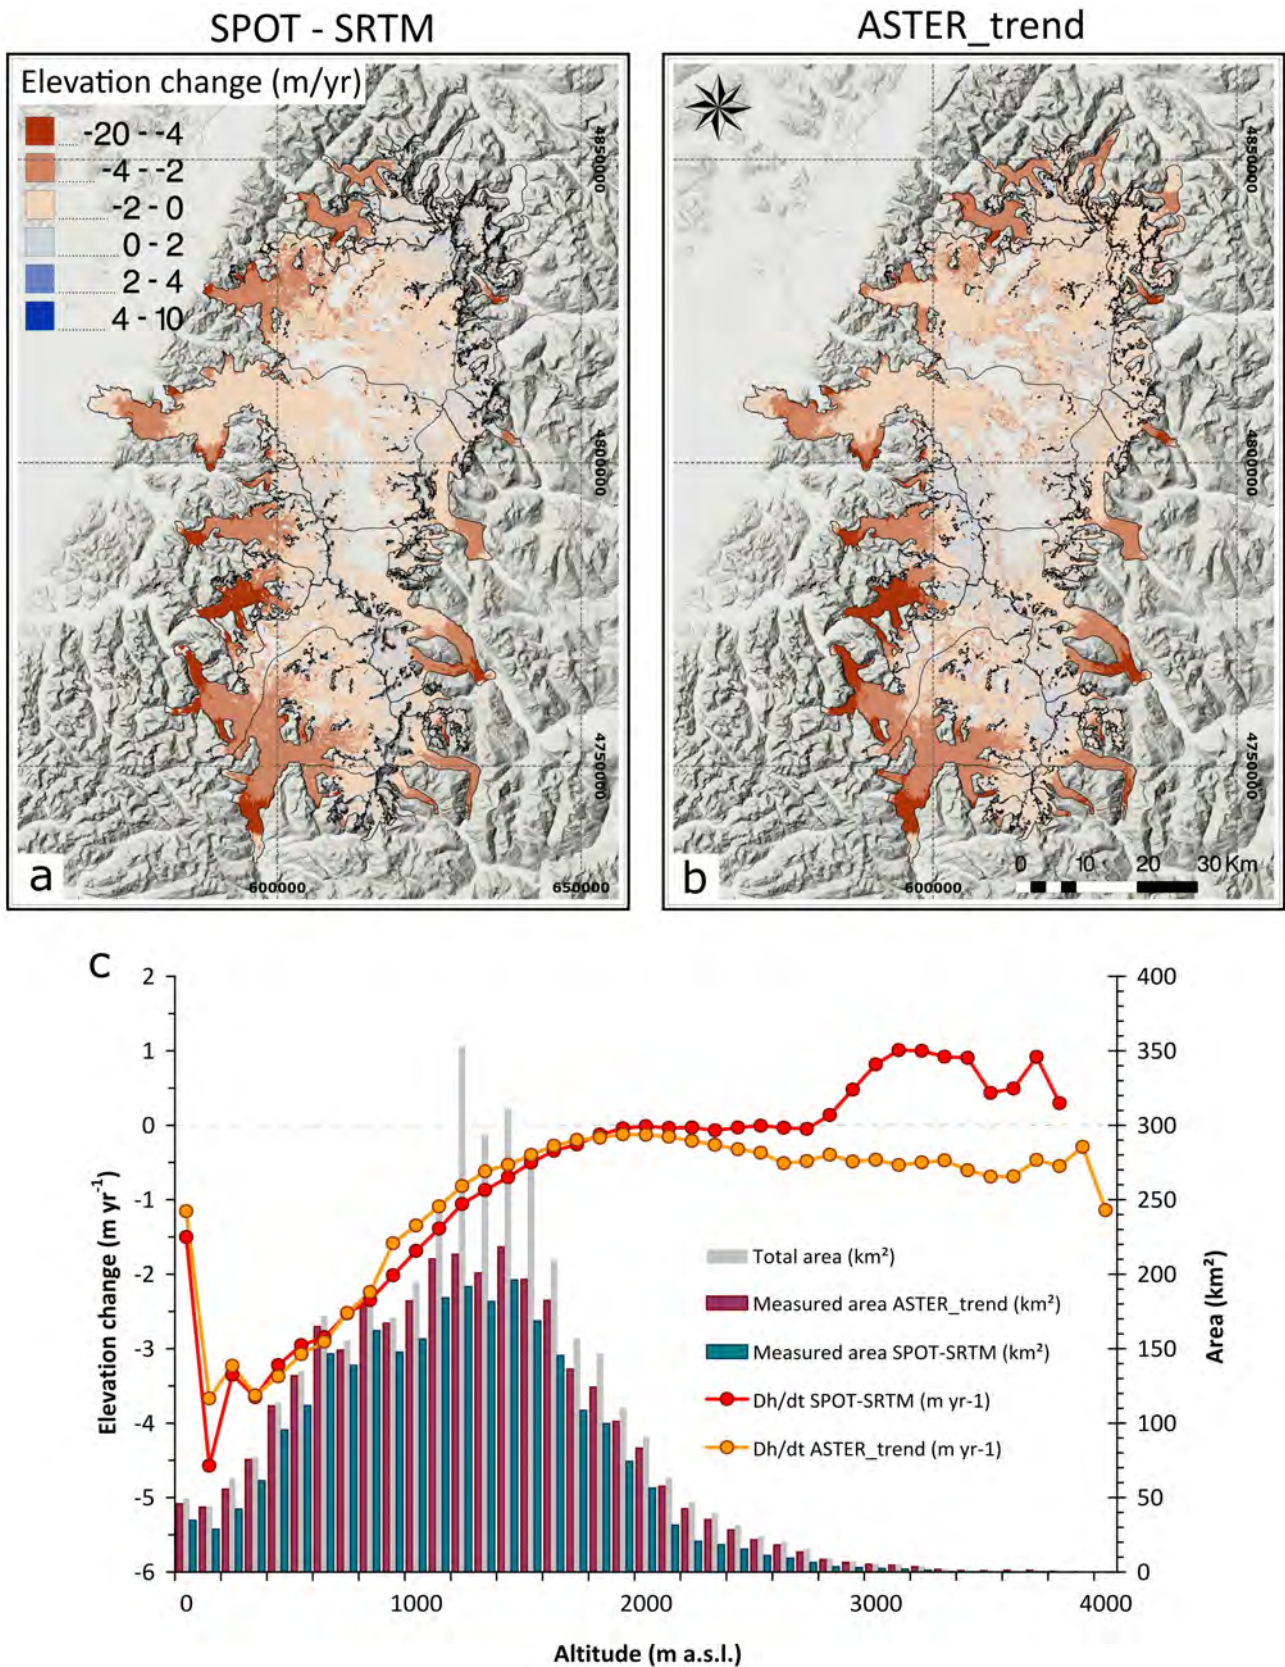 SPOT - SRTM
ASTER_trend
Elevation change (m/yr)
-20 - -4
-4 - -2
-2 - 0
0 - 2
2 - 4
4 - 10
4850000
4800000
4750000
600000
650000
a
4850000
4800000
4750000
600000
0 10 20 30 Km
b
c
2
1
0
-1
-2
-3
-4
-5
-6
Elevation change (m yr-1)
400
350
300
250
200
150
100
50
0
Area (km²)
Total area (km²)
Measured area ASTER_trend (km²)
Measured area SPOT-SRTM (km²)
Dh/dt SPOT-SRTM (m yr-1)
Dh/dt ASTER_trend (m yr-1)
0 1000 2000 3000 4000
Altitude (m a.s.l.)